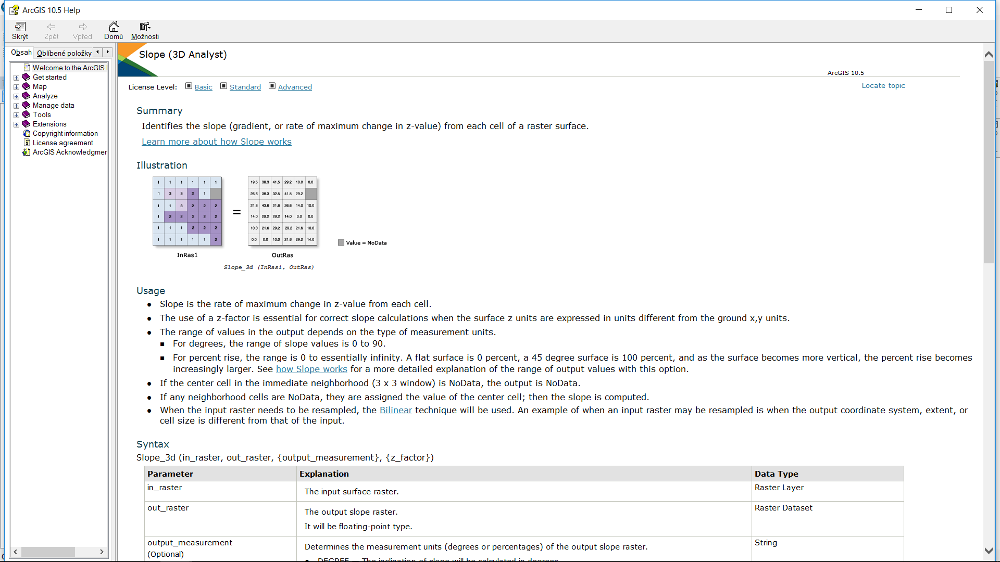 ArcGIS 10.5 Help
Skrýt Zpět Vpřed Domů Možnosti
Obsah Oblíbené položky
Welcome to the ArcGIS
Get started
Map
Analyze
Manage data
Tools
Extensions
Copyright information
License agreement
ArcGIS Acknowledgmer
Slope (3D Analyst)
ArcGIS 10.5
License Level: Basic Standard Advanced
Locate topic
Summary
Identifies the slope (gradient, or rate of maximum change in z-value) from each cell of a raster surface.
Learn more about how Slope works
Illustration
1 1 1 1 1 1
1 3 3 2 1
1 1 3 2 2 2
1 2 2 2 2 2
1 1 1 2 2 2
1 1 1 1 1 2
InRas1
=
19.5 38.3 41.5 29.2 10.0 0.0
26.6 38.3 32.5 41.5 29.2
21.6 43.6 21.6 26.6 14.0 10.0
14.0 29.2 29.2 14.0 0.0 0.0
10.0 21.6 29.2 29.2 21.6 10.0
0.0 0.0 10.0 21.6 29.2 14.0
OutRas
Value = NoData
Slope_3d (InRas1, OutRas)
Usage
● Slope is the rate of maximum change in z-value from each cell.
● The use of a z-factor is essential for correct slope calculations when the surface z units are expressed in units different from the ground x,y units.
● The range of values in the output depends on the type of measurement units.
■ For degrees, the range of slope values is 0 to 90.
■ For percent rise, the range is 0 to essentially infinity. A flat surface is 0 percent, a 45 degree surface is 100 percent, and as the surface becomes more vertical, the percent rise becomes
increasingly larger. See how Slope works for a more detailed explanation of the range of output values with this option.
● If the center cell in the immediate neighborhood (3 x 3 window) is NoData, the output is NoData.
● If any neighborhood cells are NoData, they are assigned the value of the center cell; then the slope is computed.
● When the input raster needs to be resampled, the Bilinear technique will be used. An example of when an input raster may be resampled is when the output coordinate system, extent, or
cell size is different from that of the input.
Syntax
Slope_3d (in_raster, out_raster, {output_measurement}, {z_factor})
Parameter Explanation Data Type
in_raster The input surface raster. Raster Layer
out_raster The output slope raster. Raster Dataset
It will be floating-point type.
output_measurement Determines the measurement units (degrees or percentages) of the output slope raster. String
(Optional)
● DEGREE — The inclination of slope will be calculated in degrees.